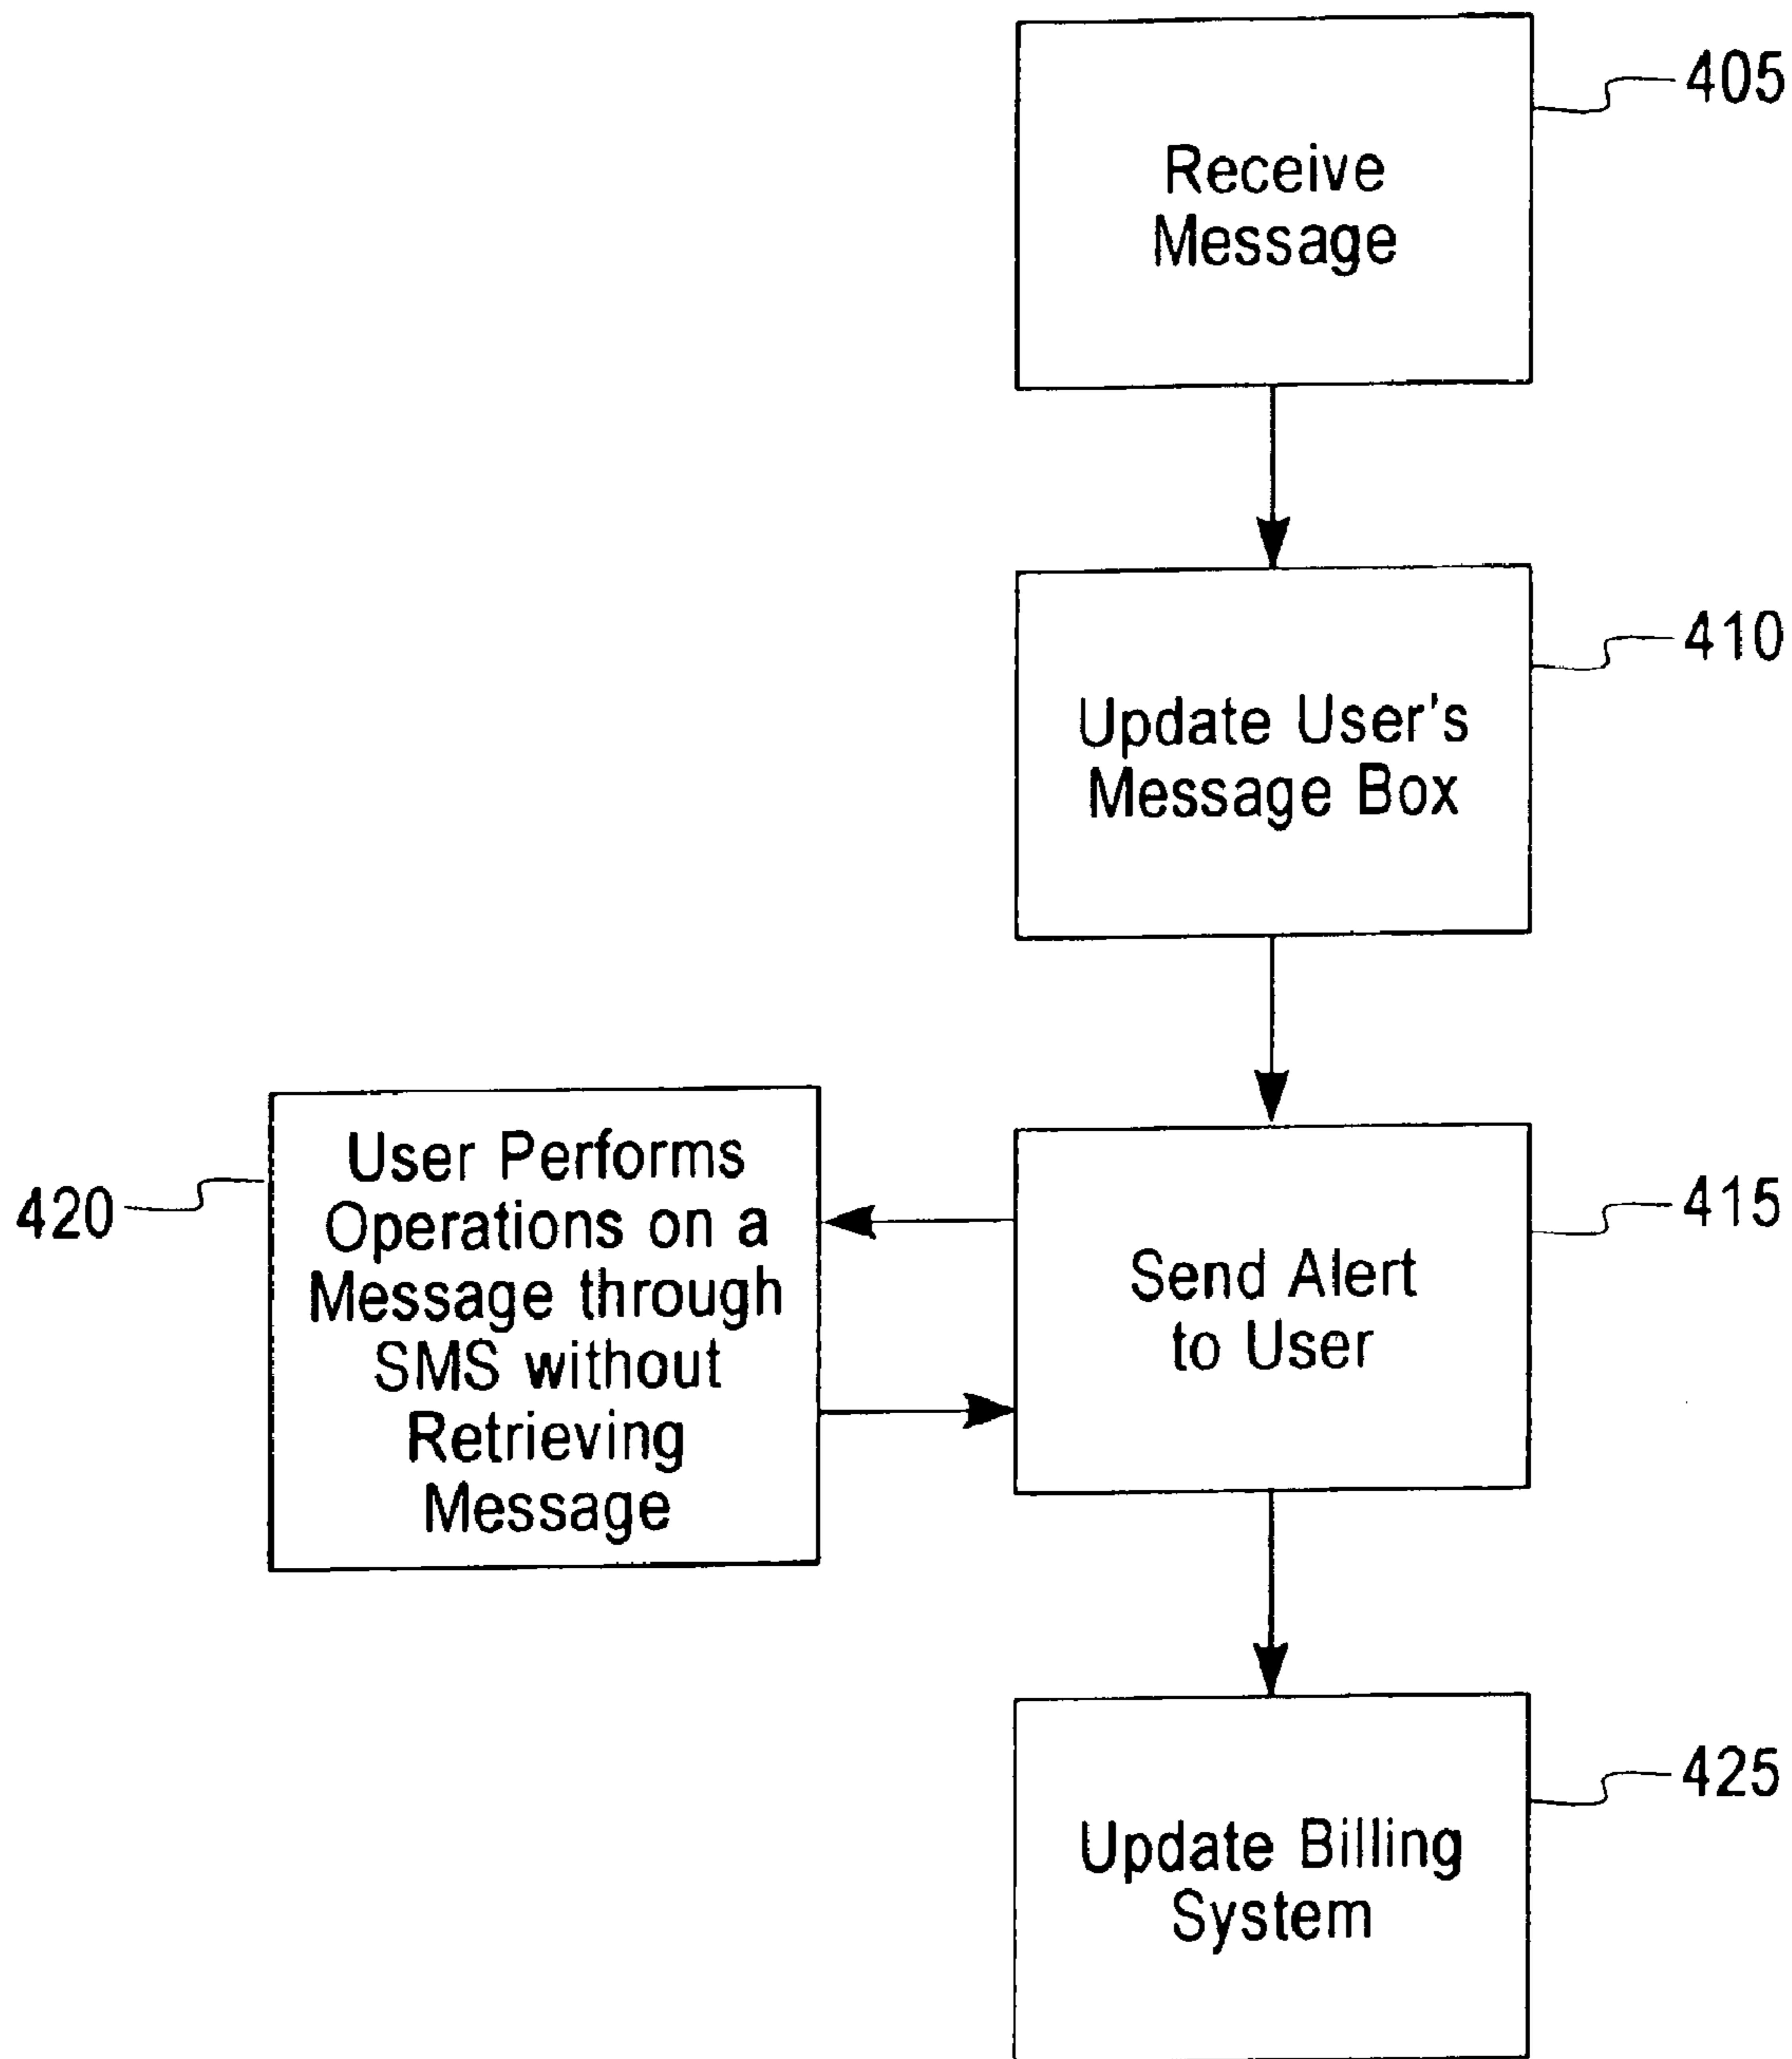 405
Receive
Message
410
Update User's
Message Box
420
User Performs
Operations on a
Message through
SMS without
Retrieving
Message
415
Send Alert
to User
425
Update Billing
System